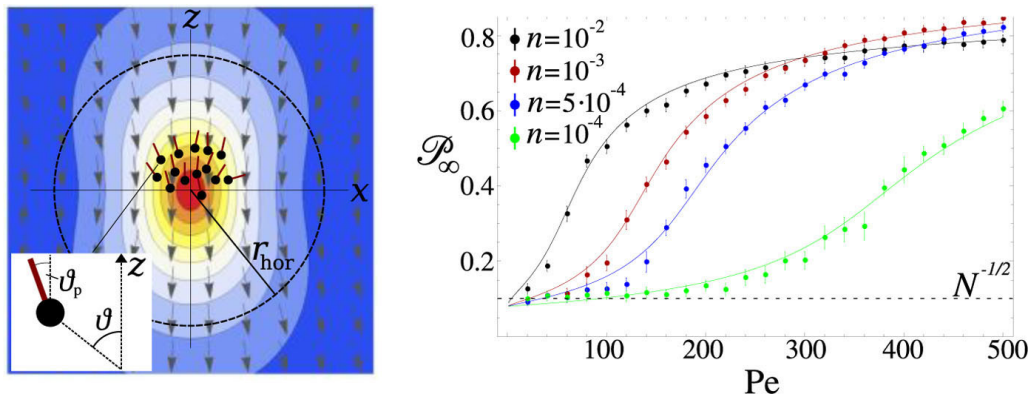 z
x
r_hor
z
ϑ_p
ϑ
𝒫_∞
0.8
0.6
0.4
0.2
n=10^{-2}
n=10^{-3}
n=5·10^{-4}
n=10^{-4}
N^{-1/2}
100 200 300 400 500
Pe